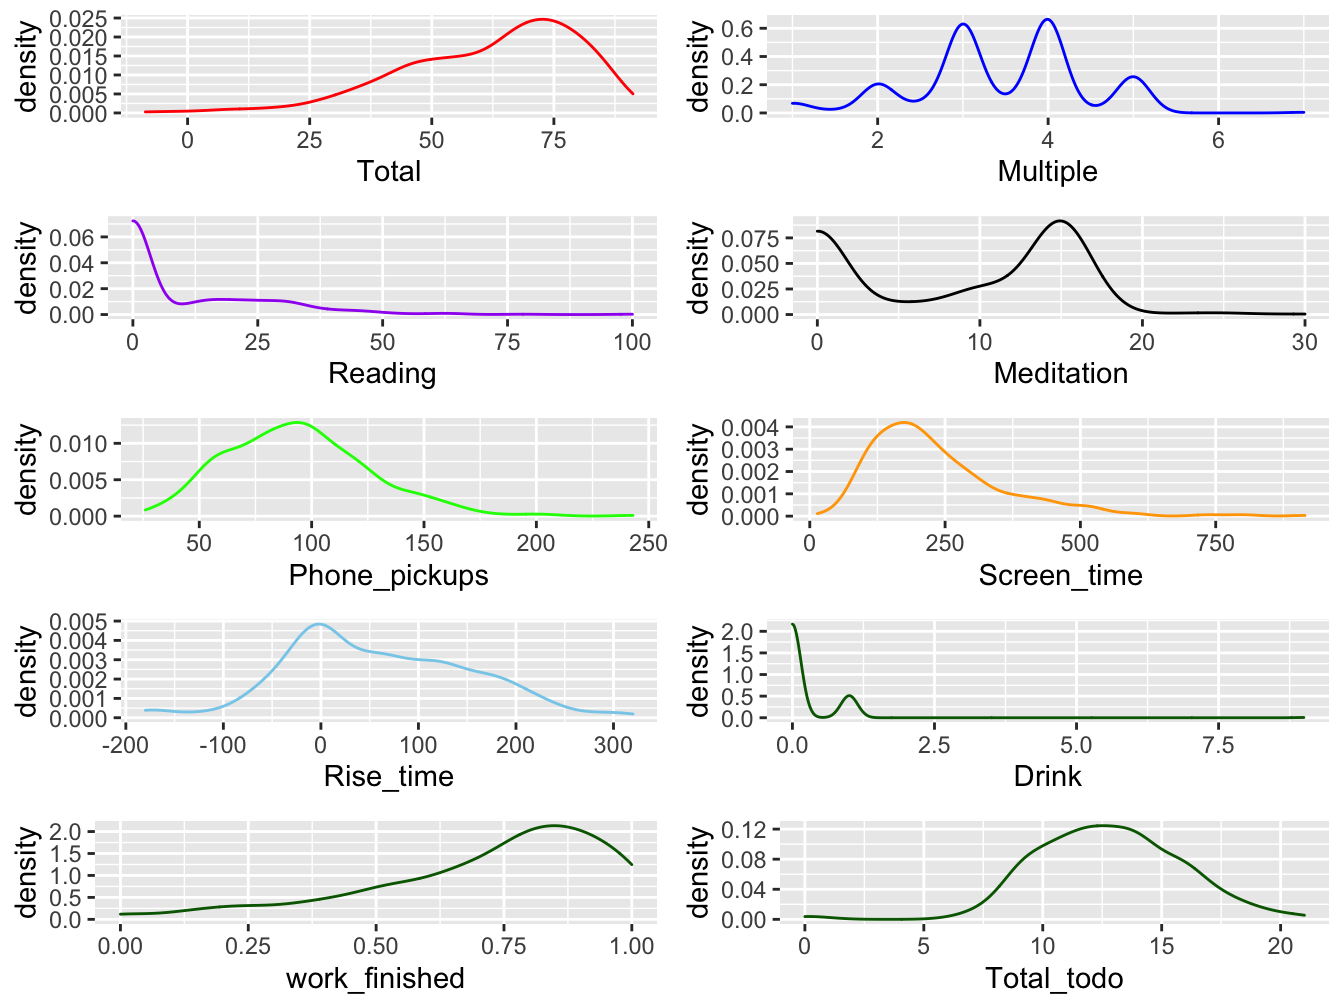 density
0.025
0.020
0.015
0.010
0.005
0.000
0 25 50 75
Total
density
0.6
0.4
0.2
0.0
2 4 6
Multiple
density
0.06
0.04
0.02
0.00
0 25 50 75 100
Reading
density
0.075
0.050
0.025
0.000
0 10 20 30
Meditation
density
0.010
0.005
0.000
50 100 150 200 250
Phone_pickups
density
0.004
0.003
0.002
0.001
0.000
0 250 500 750
Screen_time
density
0.005
0.004
0.003
0.002
0.001
0.000
-200 -100 0 100 200 300
Rise_time
density
2.0
1.5
1.0
0.5
0.0
0.0 2.5 5.0 7.5
Drink
density
2.0
1.5
1.0
0.5
0.0
0.00 0.25 0.50 0.75 1.00
work_finished
density
0.12
0.08
0.04
0.00
0 5 10 15 20
Total_todo